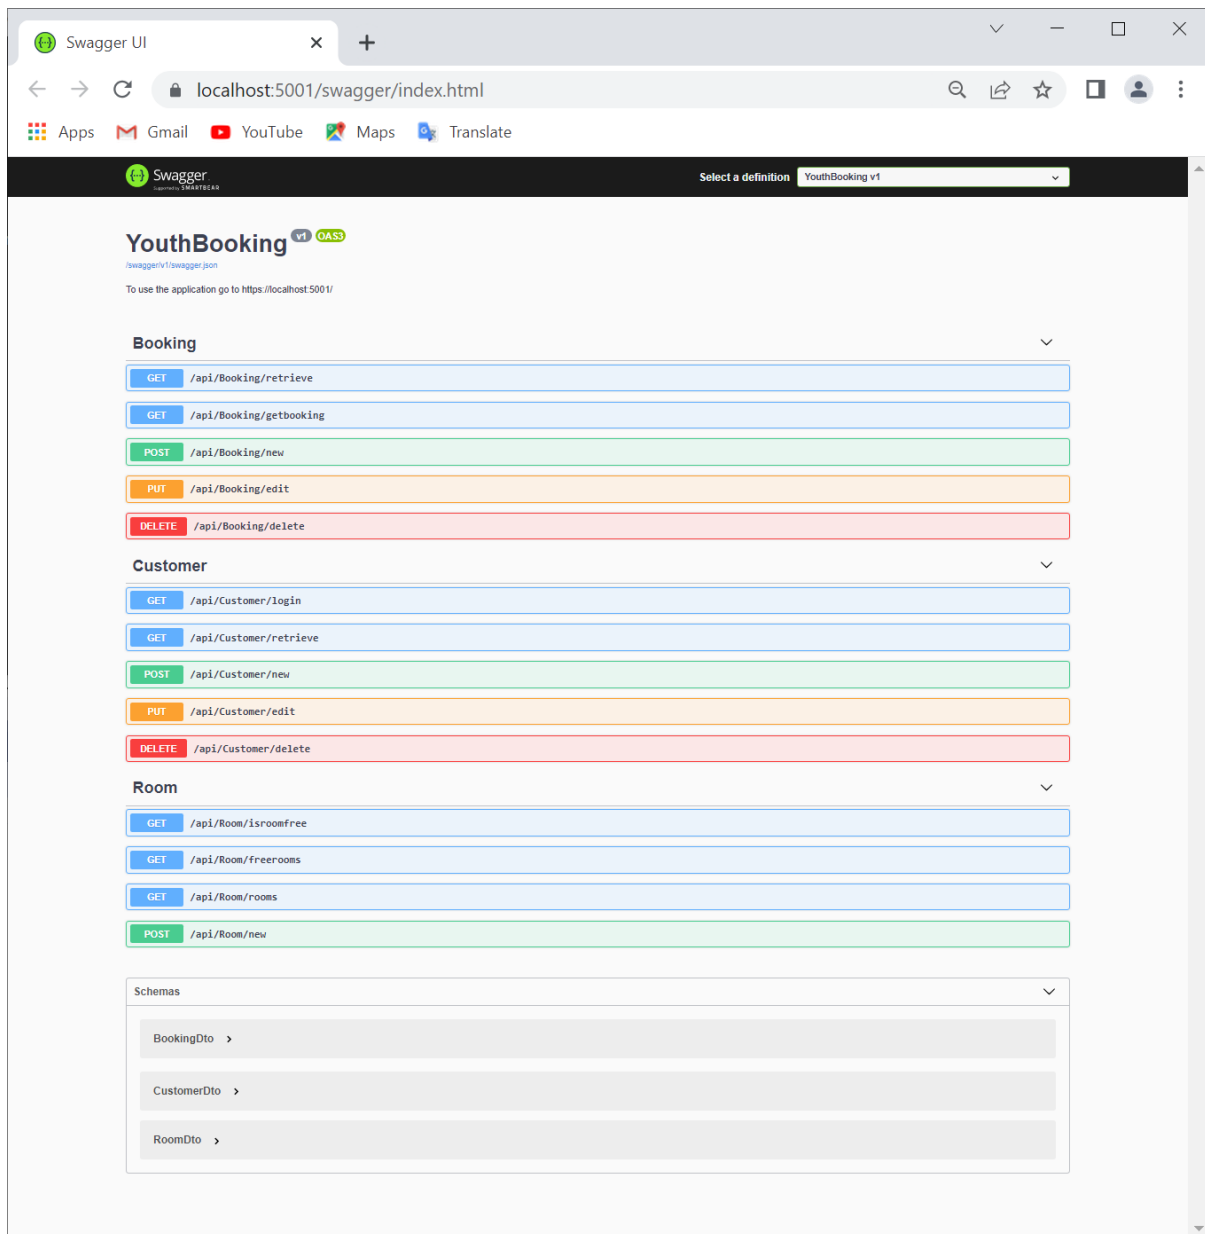 Swagger UI
localhost:5001/swagger/index.html
Apps Gmail YouTube Maps Translate
Swagger
Supported by SMARTBEAR
Select a definition YouthBooking v1
YouthBooking v1 OAS3
/swagger/v1/swagger.json
To use the application go to https://localhost:5001/
Booking
GET /api/Booking/retrieve
GET /api/Booking/getbooking
POST /api/Booking/new
PUT /api/Booking/edit
DELETE /api/Booking/delete
Customer
GET /api/Customer/login
GET /api/Customer/retrieve
POST /api/Customer/new
PUT /api/Customer/edit
DELETE /api/Customer/delete
Room
GET /api/Room/isroomfree
GET /api/Room/freerooms
GET /api/Room/rooms
POST /api/Room/new
Schemas
BookingDto
CustomerDto
RoomDto